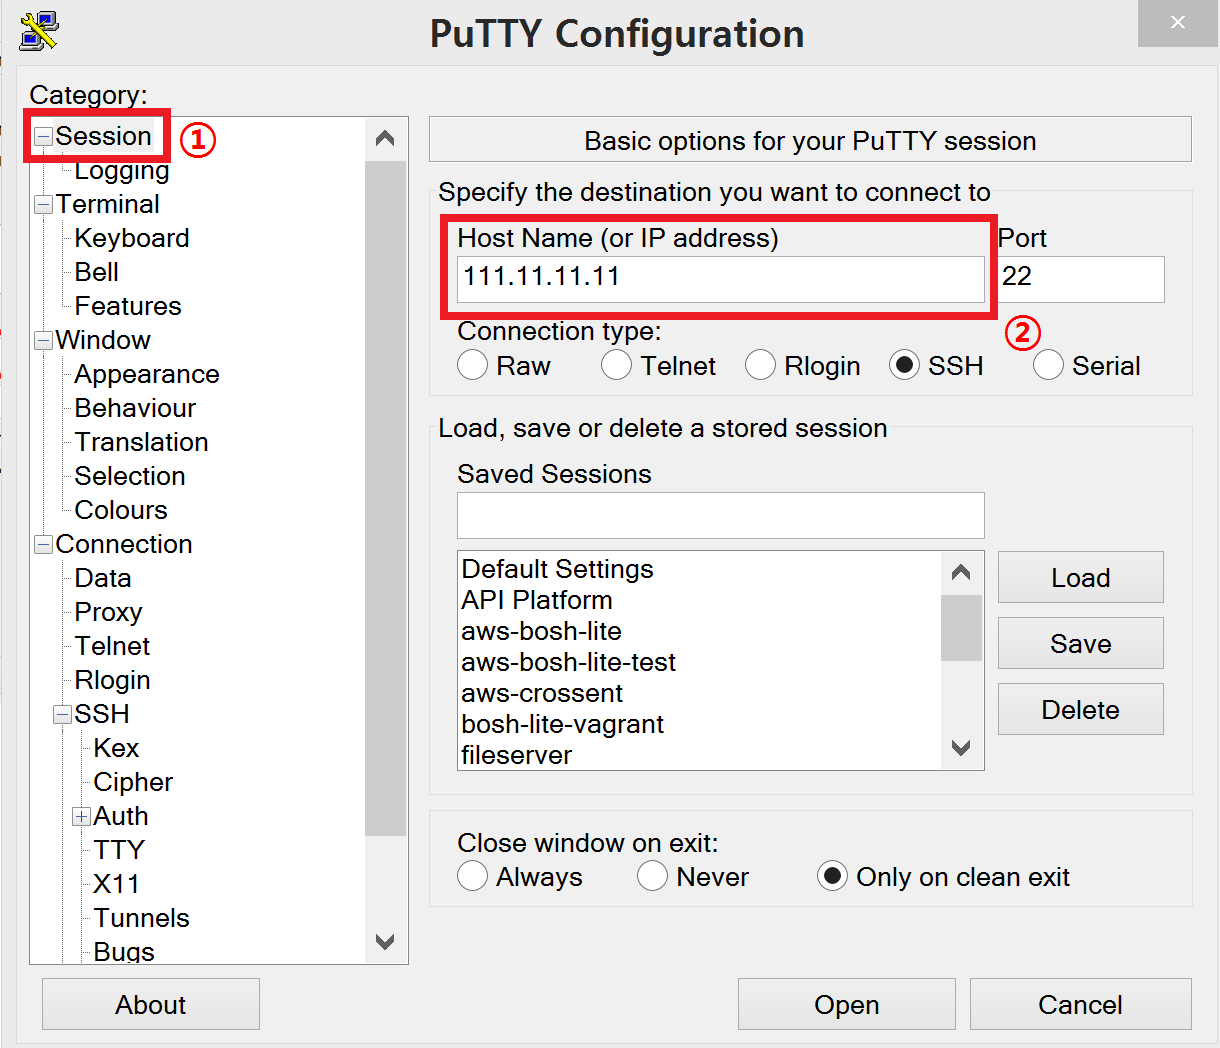 PuTTY Configuration
Category:
Session
①
Logging
Terminal
Keyboard
Bell
Features
Window
Appearance
Behaviour
Translation
Selection
Colours
Connection
Data
Proxy
Telnet
Rlogin
SSH
Kex
Cipher
Auth
TTY
X11
Tunnels
Bugs
Basic options for your PuTTY session
Specify the destination you want to connect to
Host Name (or IP address) Port
111.11.11.11 22
②
Connection type:
Raw Telnet Rlogin SSH Serial
Load, save or delete a stored session
Saved Sessions
Default Settings
API Platform
aws-bosh-lite
aws-bosh-lite-test
aws-crossent
bosh-lite-vagrant
fileserver
Load
Save
Delete
Close window on exit:
Always Never Only on clean exit
About Open Cancel